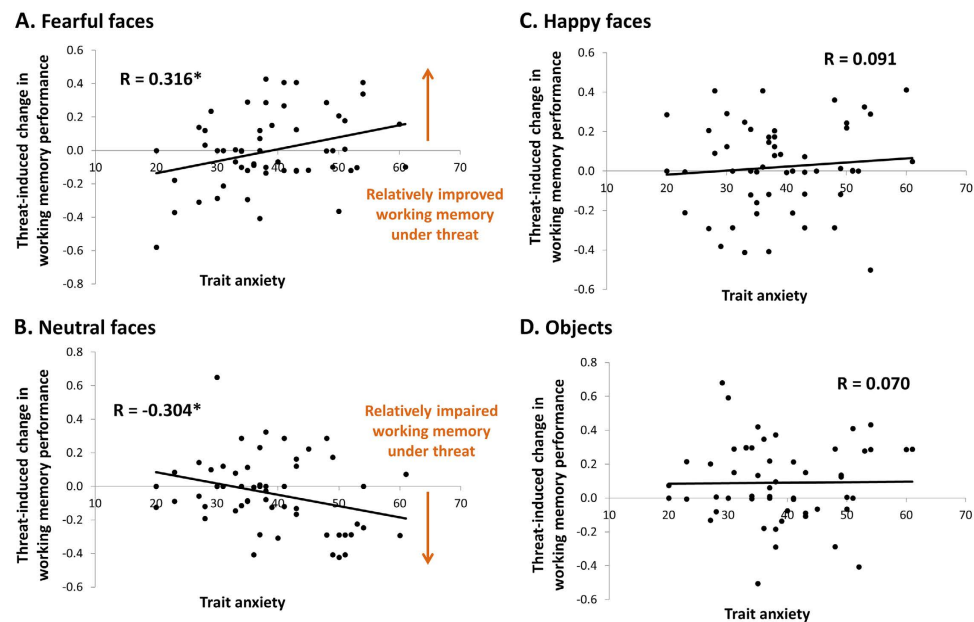 A. Fearful faces
Threat-induced change in
working memory performance
0.6
0.4
0.2
0.0
-0.2
-0.4
-0.6
-0.8
10
20
30
40
50
60
70
R = 0.316*
Relatively improved
working memory
under threat
Trait anxiety
B. Neutral faces
Threat-induced change in
working memory performance
0.8
0.6
0.4
0.2
0.0
-0.2
-0.4
-0.6
10
20
30
40
50
60
70
R = -0.304*
Relatively impaired
working memory
under threat
Trait anxiety
C. Happy faces
Threat-induced change in
working memory performance
0.6
0.4
0.2
0.0
-0.2
-0.4
-0.6
10
20
30
40
50
60
70
R = 0.091
Trait anxiety
D. Objects
Threat-induced change in
working memory performance
0.8
0.6
0.4
0.2
0.0
-0.2
-0.4
-0.6
10
20
30
40
50
60
70
R = 0.070
Trait anxiety